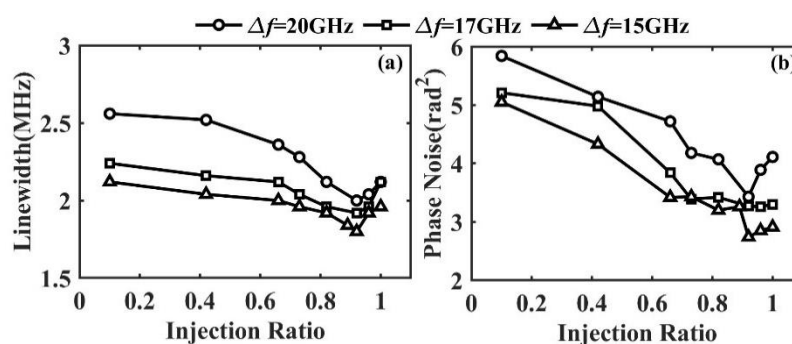 Δf=20GHz Δf=17GHz Δf=15GHz
(a)
Linewidth(MHz)
3
2.5
2
1.5
0 0.2 0.4 0.6 0.8 1
Injection Ratio
(b)
Phase Noise(rad²)
6
5
4
3
2
0 0.2 0.4 0.6 0.8 1
Injection Ratio